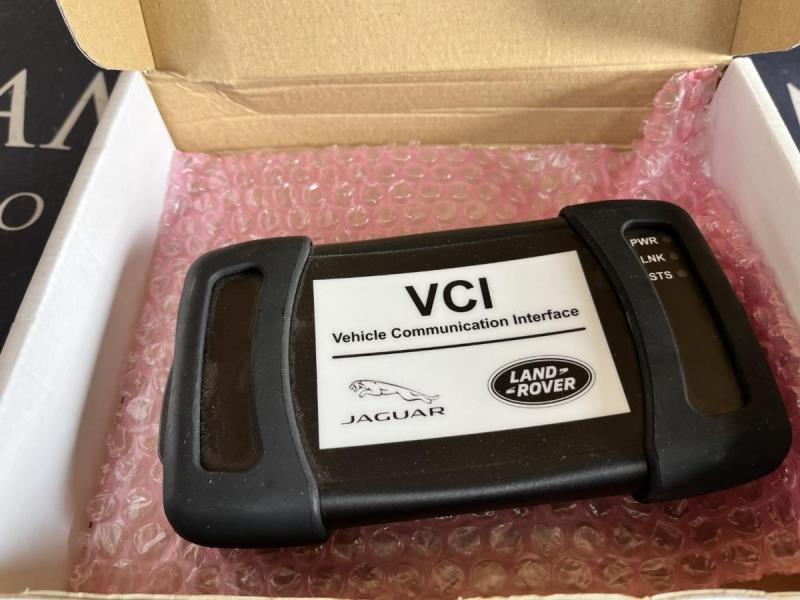 VCI
Vehicle Communication Interface
JAGUAR
LAND-
-ROVER
PWR
LNK
STS